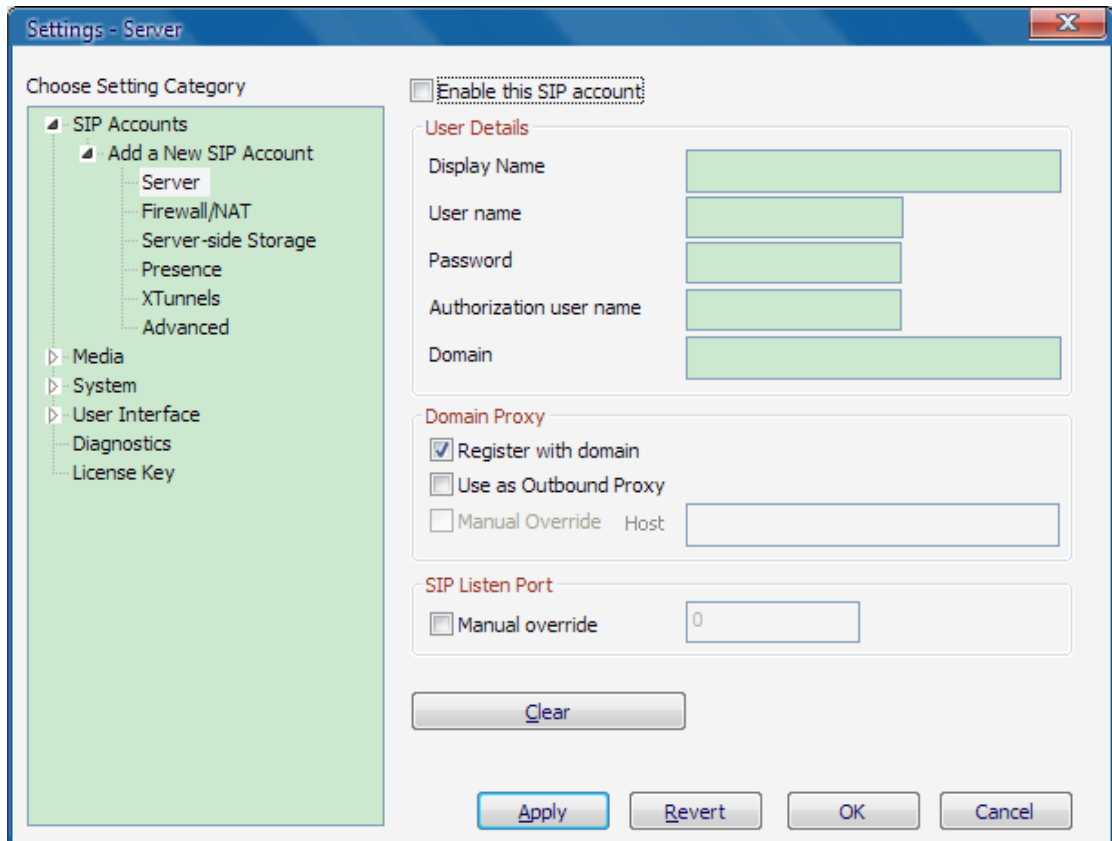 Settings - Server
Choose Setting Category
SIP Accounts
Add a New SIP Account
Server
Firewall/NAT
Server-side Storage
Presence
XTunnels
Advanced
Media
System
User Interface
Diagnostics
License Key
Enable this SIP account
User Details
Display Name
User name
Password
Authorization user name
Domain
Domain Proxy
Register with domain
Use as Outbound Proxy
Manual Override Host
SIP Listen Port
Manual override 0
Clear
Apply Revert OK Cancel